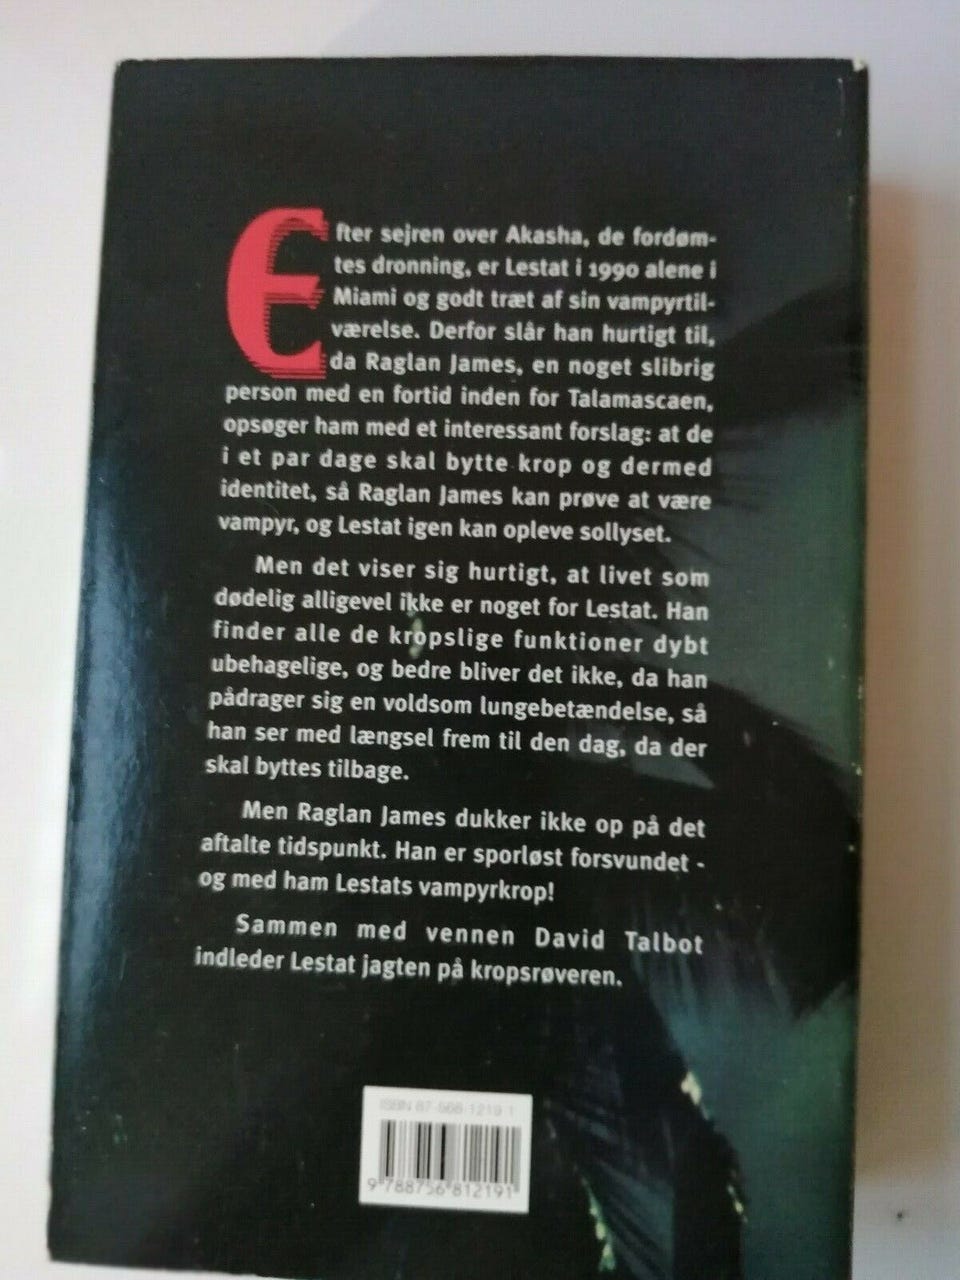 Efter sejren over Akasha, de fordøm-
tes dronning, er Lestat i 1990 alene i
Miami og godt træt af sin vampyrtil-
værelse. Derfor slår han hurtigt til,
da Raglan James, en noget slibrig
person med en fortid inden for Talamascaen,
opsøger ham med et interessant forslag: at de
i et par dage skal bytte krop og dermed
identitet, så Raglan James kan prøve at være
vampyr, og Lestat igen kan opleve sollyset.
Men det viser sig hurtigt, at livet som
dødelig alligevel ikke er noget for Lestat. Han
finder alle de kropslige funktioner dybt
ubehagelige, og bedre bliver det ikke, da han
pådrager sig en voldsom lungebetændelse, så
han ser med længsel frem til den dag, da der
skal byttes tilbage.
Men Raglan James dukker ikke op på det
aftalte tidspunkt. Han er sporløst forsvundet -
og med ham Lestats vampyrkrop!
Sammen med vennen David Talbot
indleder Lestat jagten på kropsrøveren.
ISBN 87-568-1219 1
9 788756 812191